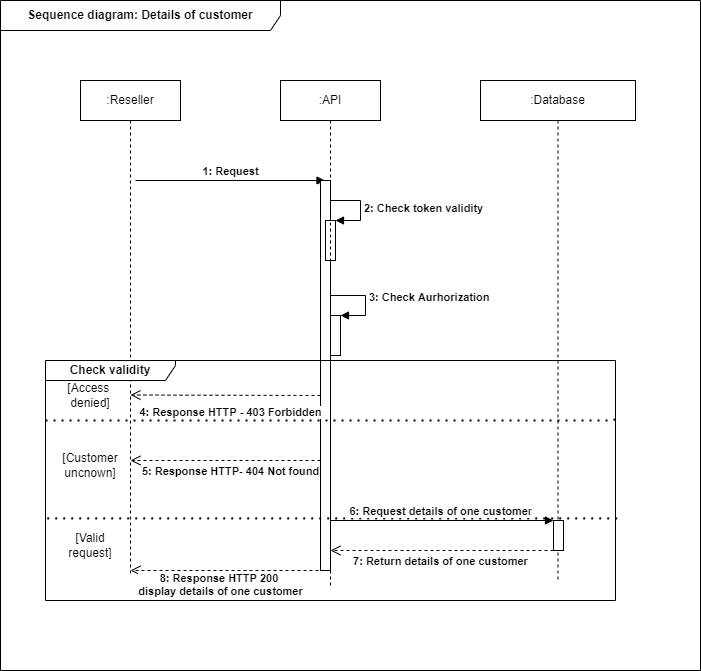 Sequence diagram: Details of customer
:Reseller
:API
:Database
1: Request
2: Check token validity
3: Check Aurhorization
Check validity
[Access
denied]
4: Response HTTP - 403 Forbidden
[Customer
uncnown]
5: Response HTTP- 404 Not found
6: Request details of one customer
[Valid
request]
7: Return details of one customer
8: Response HTTP 200
display details of one customer